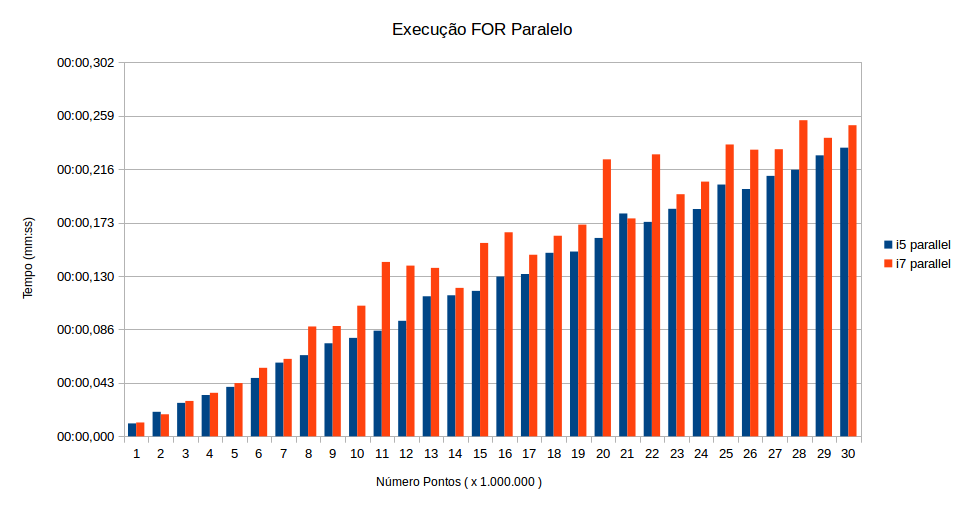 Execução FOR Paralelo
00:00,302
00:00,259
00:00,216
00:00,173
00:00,130
00:00,086
00:00,043
00:00,000
Tempo (mm:ss)
1 2 3 4 5 6 7 8 9 10 11 12 13 14 15 16 17 18 19 20 21 22 23 24 25 26 27 28 29 30
Número Pontos ( x 1.000.000 )
i5 parallel
i7 parallel